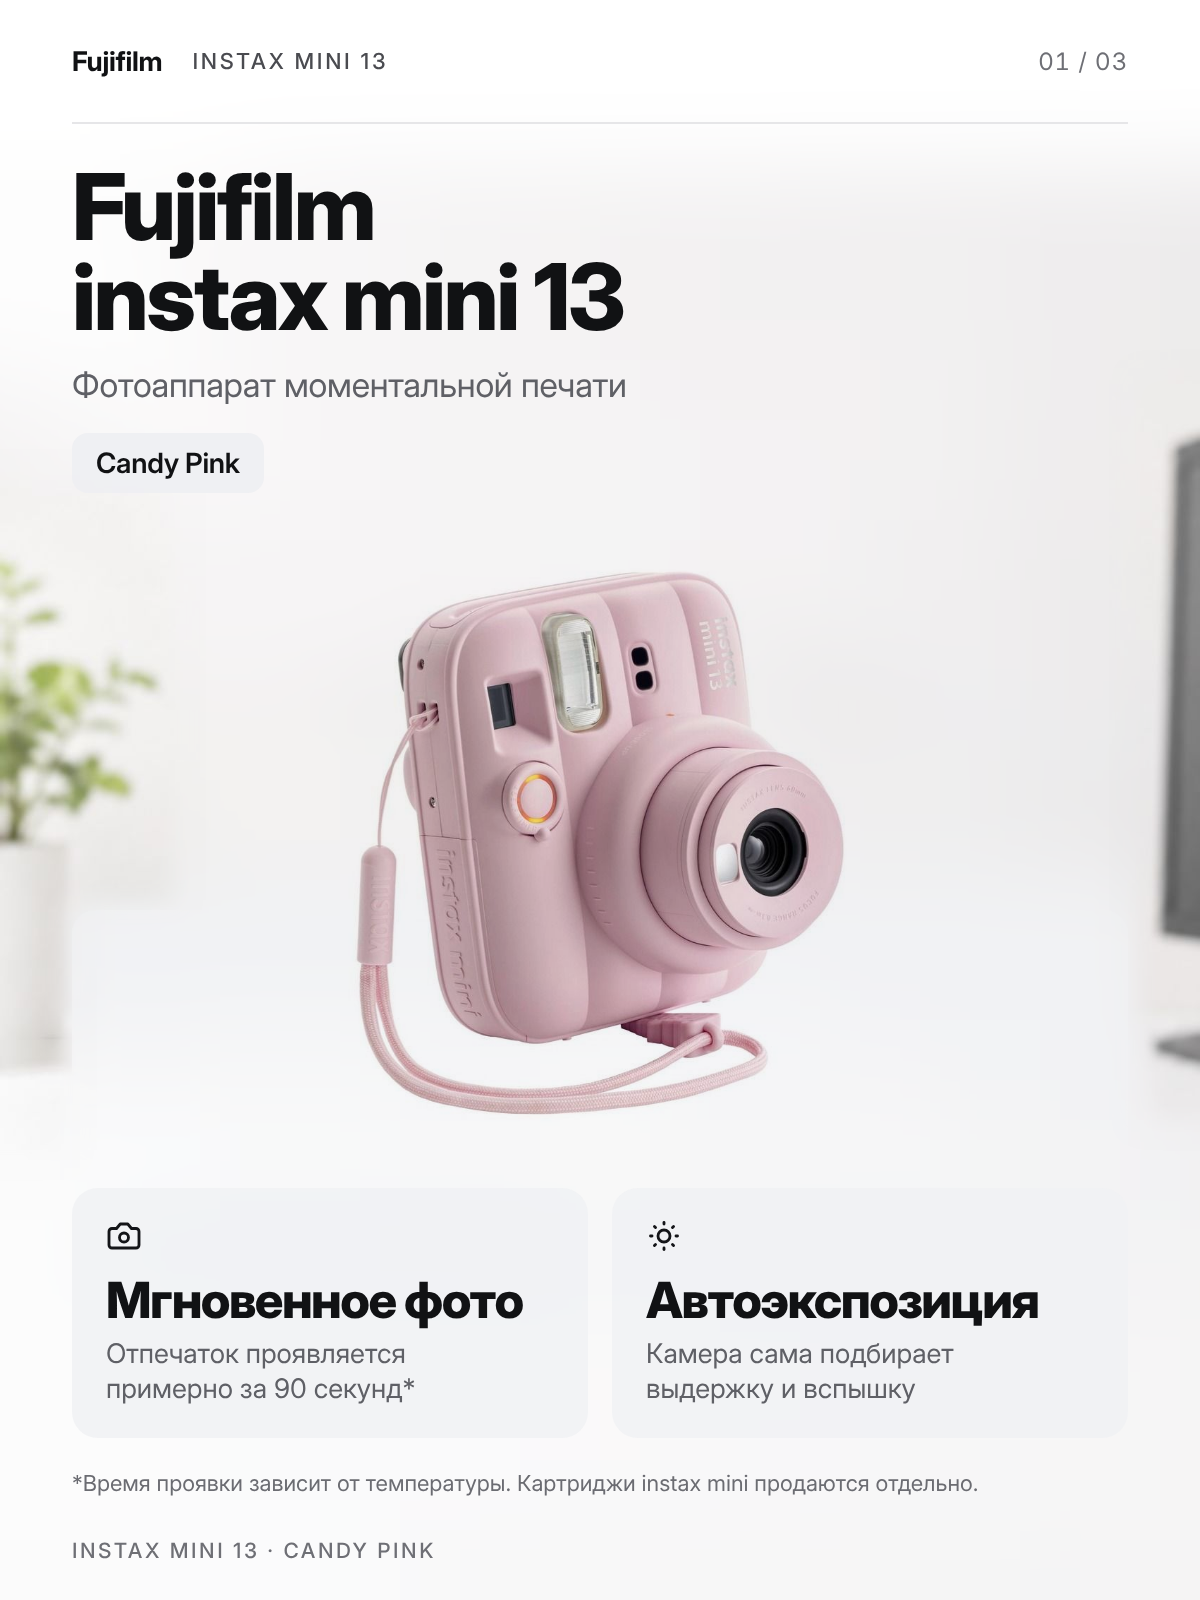 Fujifilm INSTAX MINI 13 01 / 03
Fujifilm
instax mini 13
Фотоаппарат моментальной печати
Candy Pink
instax
mini 13
instax mini
Мгновенное фото
Отпечаток проявляется
примерно за 90 секунд*
Автоэкспозиция
Камера сама подбирает
выдержку и вспышку
*Время проявки зависит от температуры. Картриджи instax mini продаются отдельно.
INSTAX MINI 13 · CANDY PINK